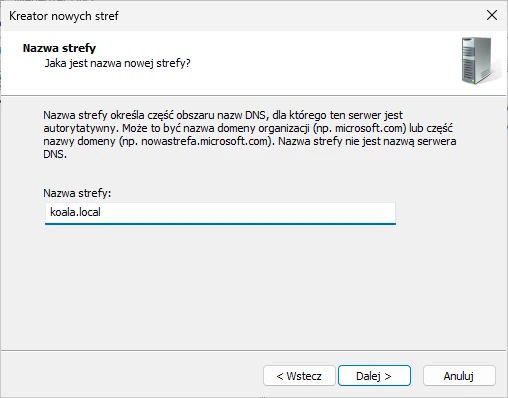 Kreator nowych stref
Nazwa strefy
Jaka jest nazwa nowej strefy?
Nazwa strefy określa część obszaru nazw DNS, dla którego ten serwer jest
autorytatywny. Może to być nazwa domeny organizacji (np. microsoft.com) lub część
nazwy domeny (np. nowastrefa.microsoft.com). Nazwa strefy nie jest nazwą serwera
DNS.
Nazwa strefy:
koala.local
< Wstecz
Dalej >
Anuluj